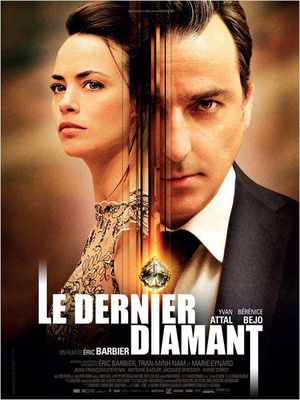 LE DERNIER
DIAMANT
YVAN ATTAL
BÉRÉNICE BEJO
UN FILM DE ÉRIC BARBIER
ÉRIC BARBIER, TRAN-MINH NAM ET MARIE EYNARD
JEAN-FRANÇOIS STÉVENIN ANTOINE BASLER JACQUES SPIESSER ANNIE CORDY